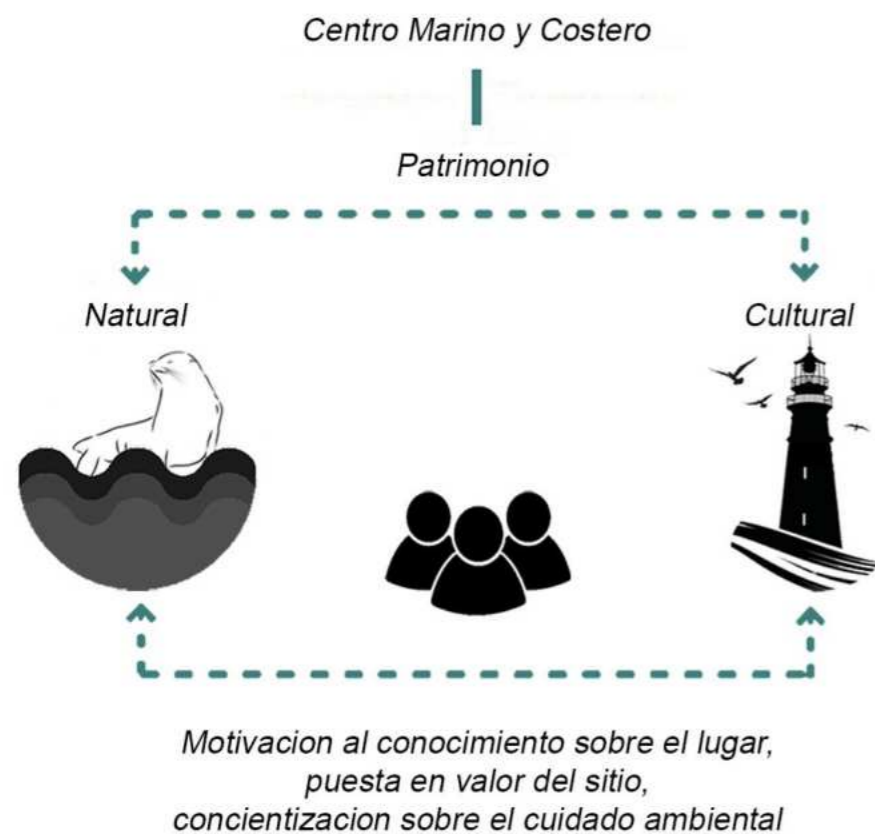 Centro Marino y Costero
Patrimonio
Natural
Cultural
Motivacion al conocimiento sobre el lugar,
puesta en valor del sitio,
concientizacion sobre el cuidado ambiental